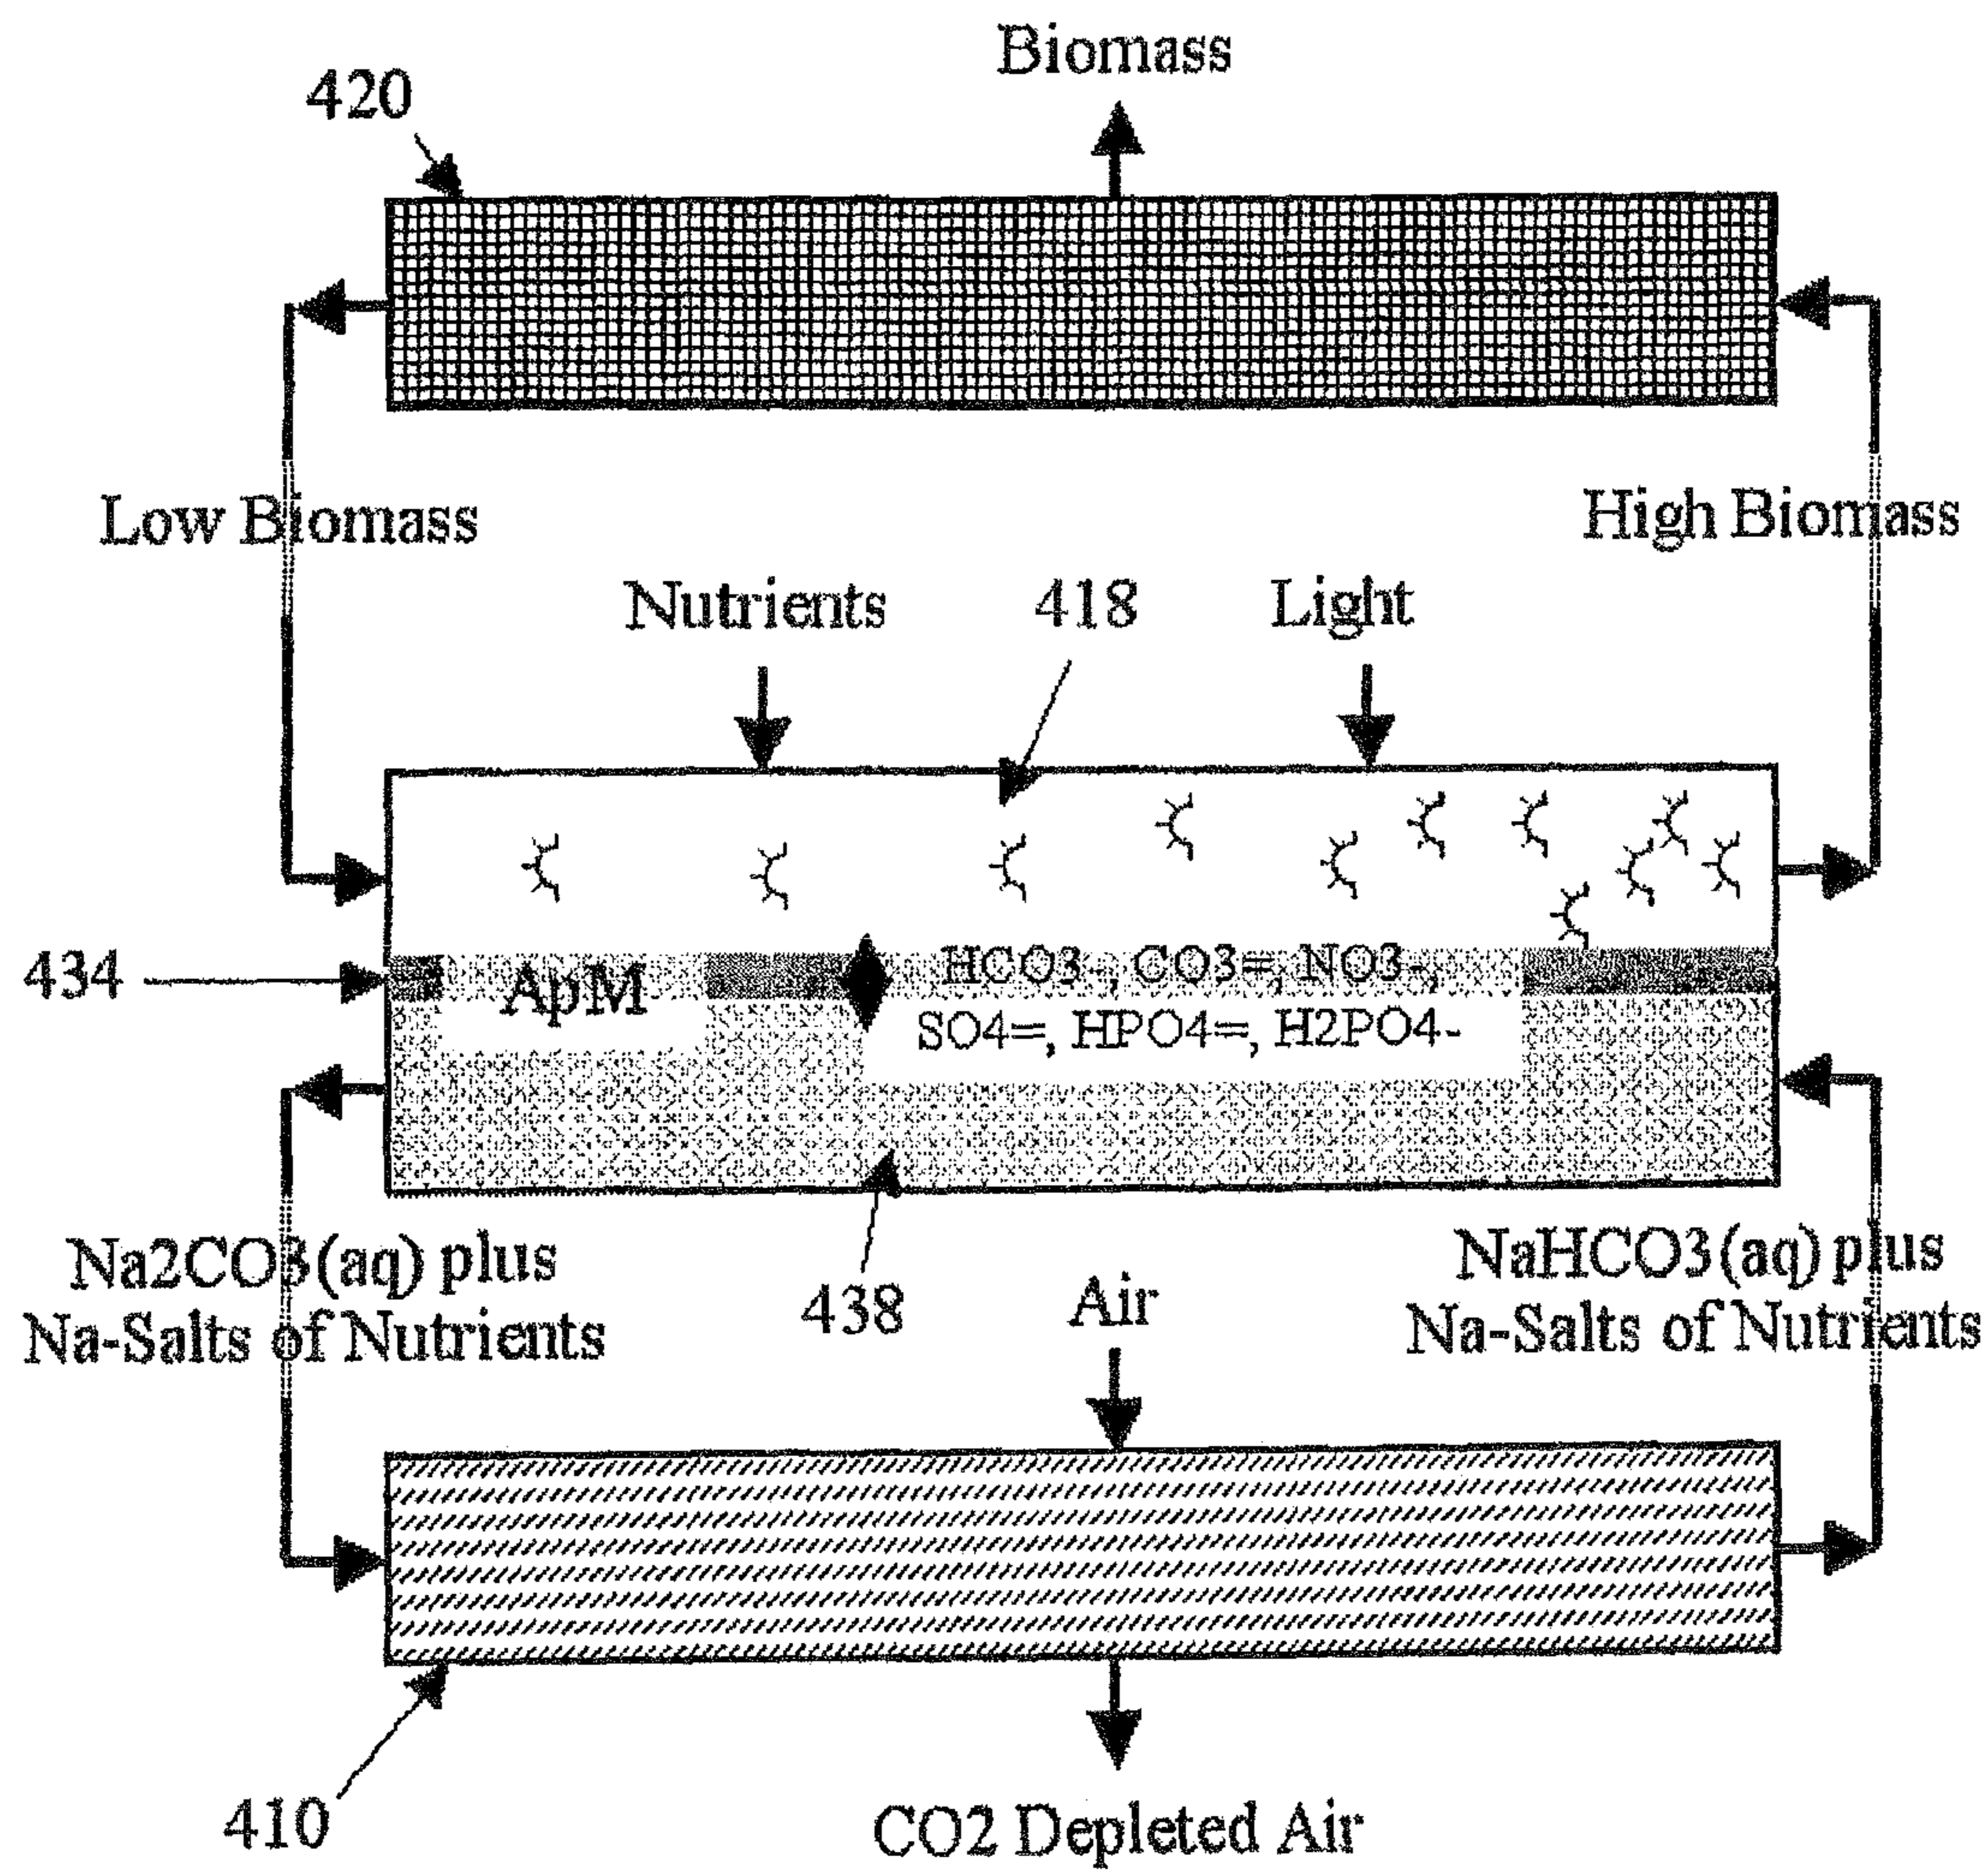 Biomass
420
Low Biomass
High Biomass
Nutrients
418
Light
434
ApM
HCO3-, CO3=, NO3-,
SO4=, HPO4=, H2PO4-
Na2CO3(aq) plus
Na-Salts of Nutrients
438
Air
NaHCO3(aq) plus
Na-Salts of Nutrients
410
CO2 Depleted Air